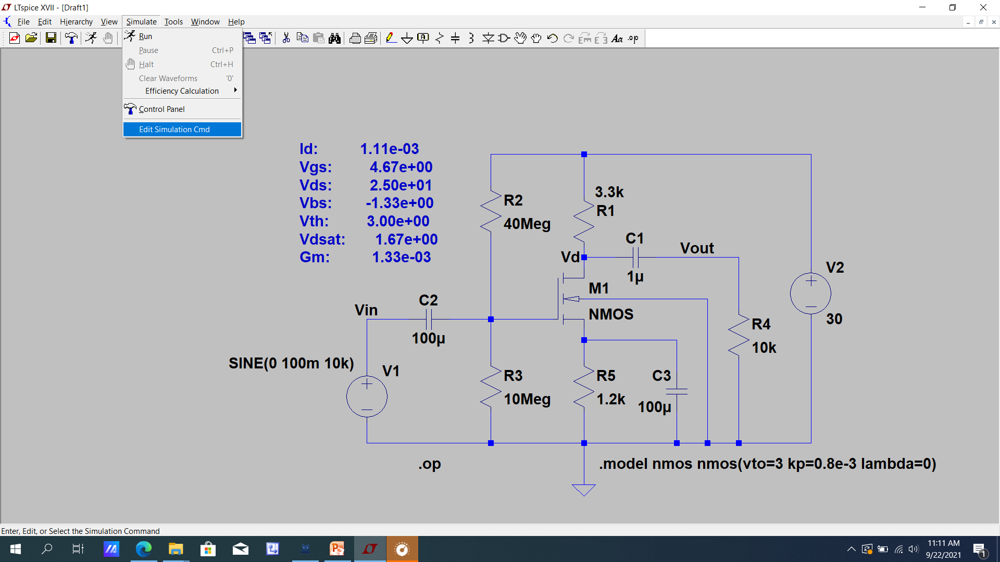 LTspice XVII - [Draft1]
File Edit Hierarchy View Simulate Tools Window Help
Run
Pause Ctrl+P
Halt Ctrl+H
Clear Waveforms '0'
Efficiency Calculation
Control Panel
Edit Simulation Cmd
.op
Id: 1.11e-03
Vgs: 4.67e+00
Vds: 2.50e+01
Vbs: -1.33e+00
Vth: 3.00e+00
Vdsat: 1.67e+00
Gm: 1.33e-03
3.3k
R1
R2
40Meg
C1
Vout
Vd
1µ
V2
30
M1
NMOS
C2
Vin
100µ
R4
10k
SINE(0 100m 10k)
V1
R3
10Meg
R5
1.2k
C3
100µ
.op
.model nmos nmos(vto=3 kp=0.8e-3 lambda=0)
Enter, Edit, or Select the Simulation Command
11:11 AM
9/22/2021
1